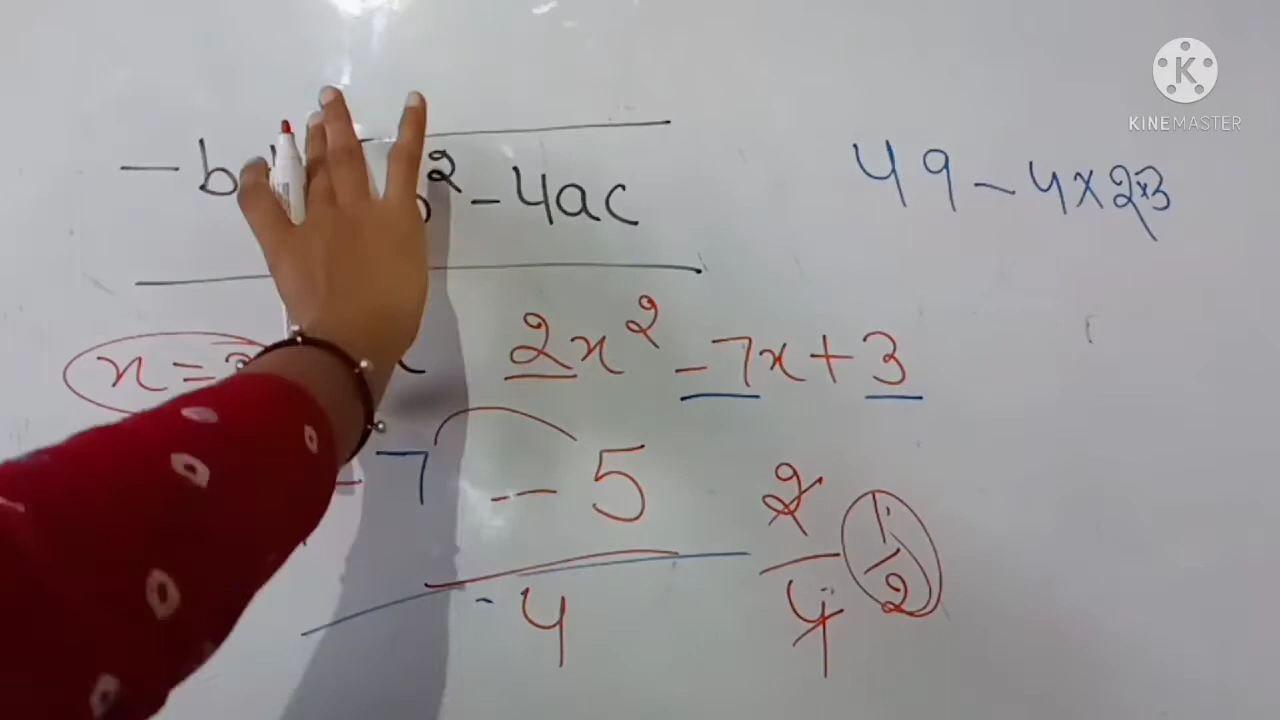 - b ² - 4ac
49 - 4×2×3
x =
2x² - 7x + 3
7 - 5
4
2/4
1/2
K
KINEMASTER